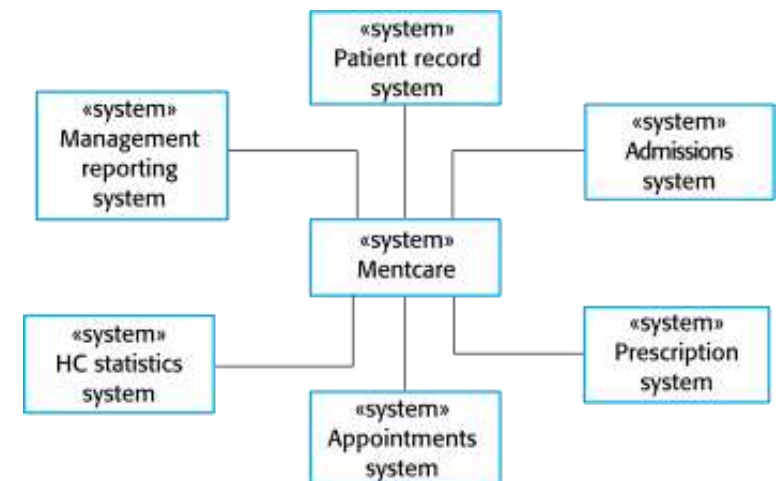 «system»
Patient record
system
«system»
Management
reporting
system
«system»
Admissions
system
«system»
Mentcare
«system»
HC statistics
system
«system»
Prescription
system
«system»
Appointments
system